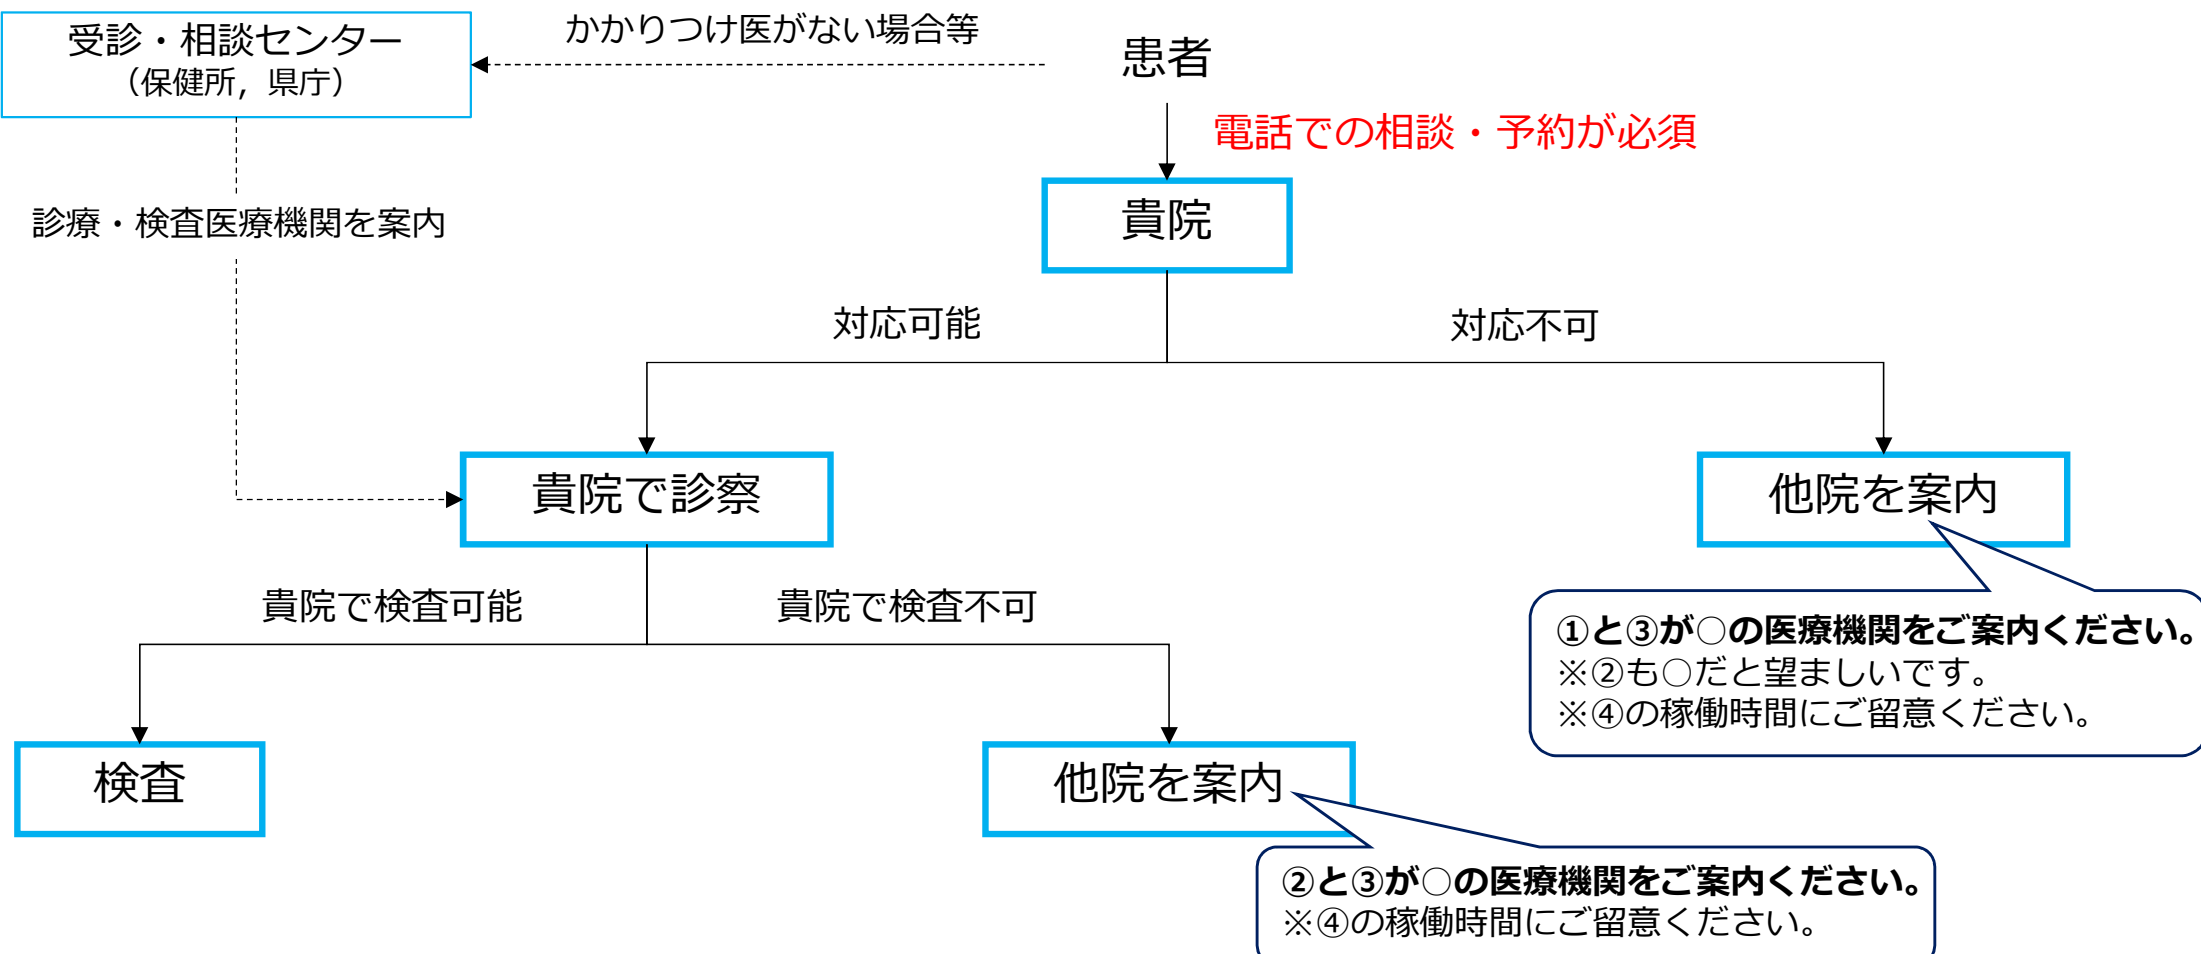 受診・相談センター
（保健所，県庁）
かかりつけ医がない場合等
患者
電話での相談・予約が必須
診療・検査医療機関を案内
貴院
対応可能
対応不可
貴院で診察
他院を案内
貴院で検査可能
貴院で検査不可
①と③が○の医療機関をご案内ください。
※②も○だと望ましいです。
※④の稼働時間にご留意ください。
検査
他院を案内
②と③が○の医療機関をご案内ください。
※④の稼働時間にご留意ください。